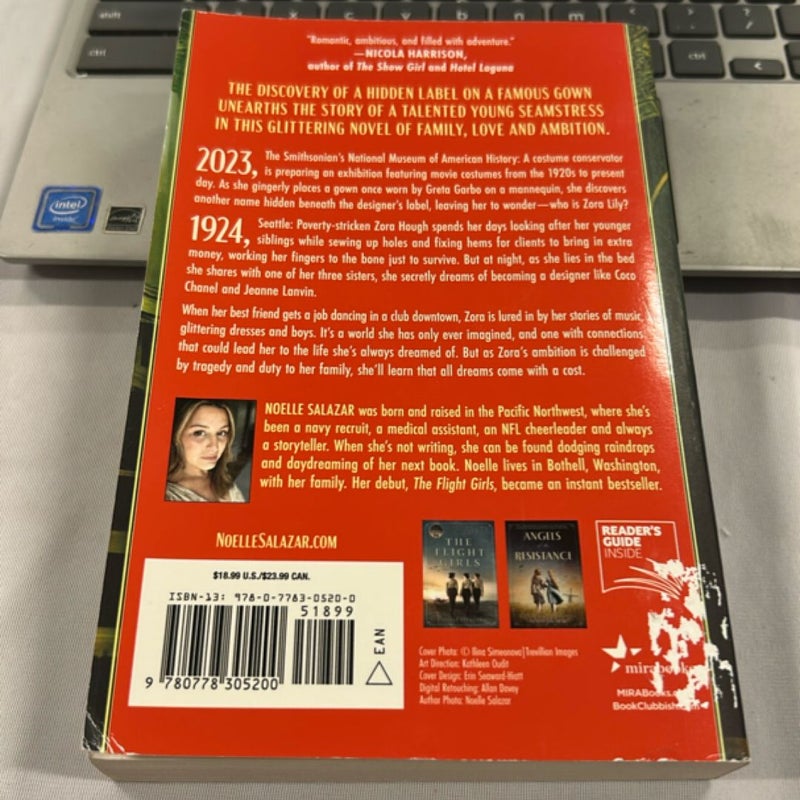 shift
ctrl
ctrl
intel
inside
"Romantic, ambitious, and filled with adventure."
—NICOLA HARRISON,
author of The Show Girl and Hotel Laguna
THE DISCOVERY OF A HIDDEN LABEL ON A FAMOUS GOWN
UNEARTHS THE STORY OF A TALENTED YOUNG SEAMSTRESS
IN THIS GLITTERING NOVEL OF FAMILY, LOVE AND AMBITION.
2023, The Smithsonian's National Museum of American History: A costume conservator
is preparing an exhibition featuring movie costumes from the 1920s to present
day. As she gingerly places a gown once worn by Greta Garbo on a mannequin, she discovers
another name hidden beneath the designer's label, leaving her to wonder—who is Zora Lily?
1924, Seattle: Poverty-stricken Zora Hough spends her days looking after her younger
siblings while sewing up holes and fixing hems for clients to bring in extra
money, working her fingers to the bone just to survive. But at night, as she lies in the bed
she shares with one of her three sisters, she secretly dreams of becoming a designer like Coco
Chanel and Jeanne Lanvin.
When her best friend gets a job dancing in a club downtown, Zora is lured in by her stories of music,
glittering dresses and boys. It's a world she has only ever imagined, and one with connections
that could lead her to the life she's always dreamed of. But as Zora's ambition is challenged
by tragedy and duty to her family, she'll learn that all dreams come with a cost.
NOELLE SALAZAR was born and raised in the Pacific Northwest, where she's
been a navy recruit, a medical assistant, an NFL cheerleader and always
a storyteller. When she's not writing, she can be found dodging raindrops
and daydreaming of her next book. Noelle lives in Bothell, Washington,
with her family. Her debut, The Flight Girls, became an instant bestseller.
NOELLESALAZAR.COM
THE
FLIGHT
GIRLS
ANGELS
of the
RESISTANCE
READER'S
GUIDE
INSIDE
$18.99 U.S./$23.99 CAN.
ISBN-13: 978-0-7783-0520-0
51899
EAN
9 780778 305200
Cover Photo: © Ilina Simeonova/Trevillion Images
Art Direction: Kathleen Oudit
Cover Design: Erin Seaward-Hiatt
Digital Retouching: Allan Davey
Author Photo: Noelle Salazar
mirabooks